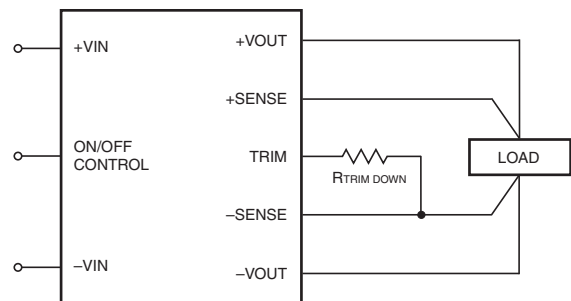 +VIN
ON/OFF
CONTROL
–VIN
+VOUT
+SENSE
TRIM
–SENSE
–VOUT
RTRIM DOWN
LOAD